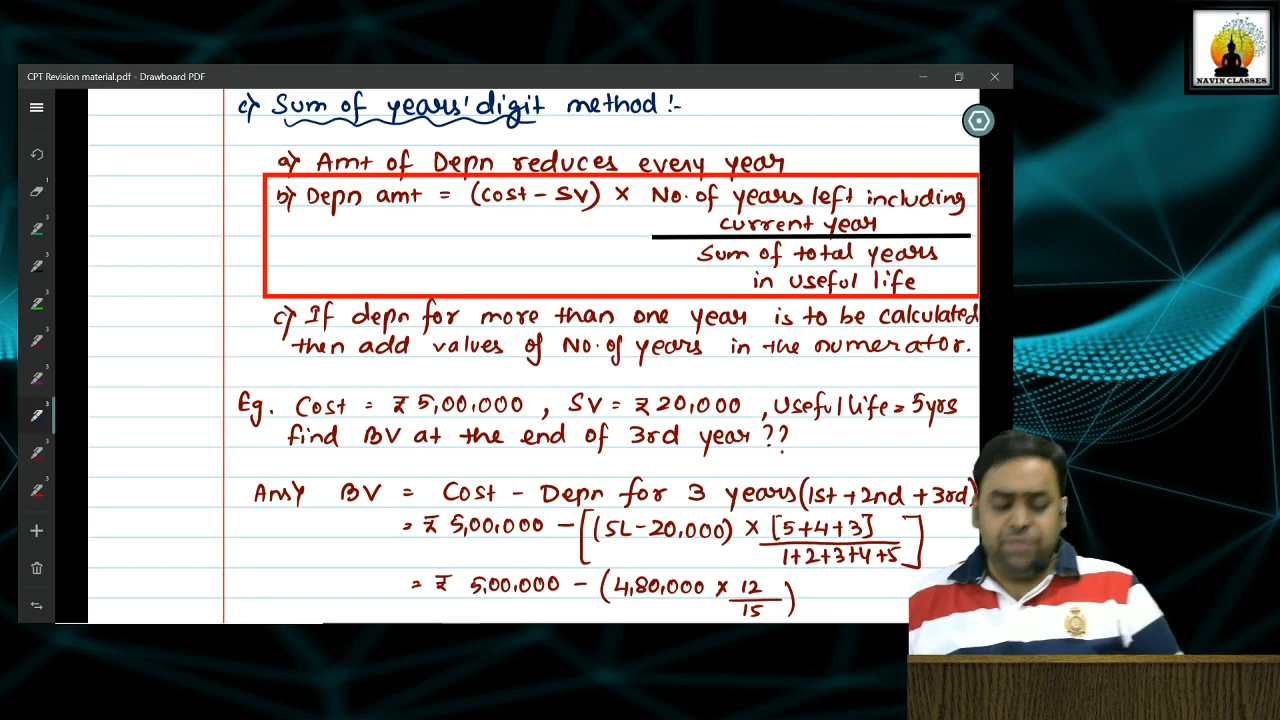 NAVIN CLASSES
CPT Revision material.pdf - Drawboard PDF
c) Sum of years' digit method :-
a) Amt of Depn reduces every year
b) Depn amt = (Cost - SV) × No. of years left including
current year
Sum of total years
in useful life
c) If depn for more than one year is to be calculated
then add values of No. of years in the numerator.
Eg. Cost = ₹ 5,00,000 , SV = ₹ 20,000 , Useful life = 5yrs
find BV at the end of 3rd year ??
Ans) BV = Cost - Depn for 3 years (1st + 2nd + 3rd)
= ₹ 5,00,000 - [(5L - 20,000) × [5+4+3]
1+2+3+4+5]
= ₹ 5,00,000 - (4,80,000 × 12
15)